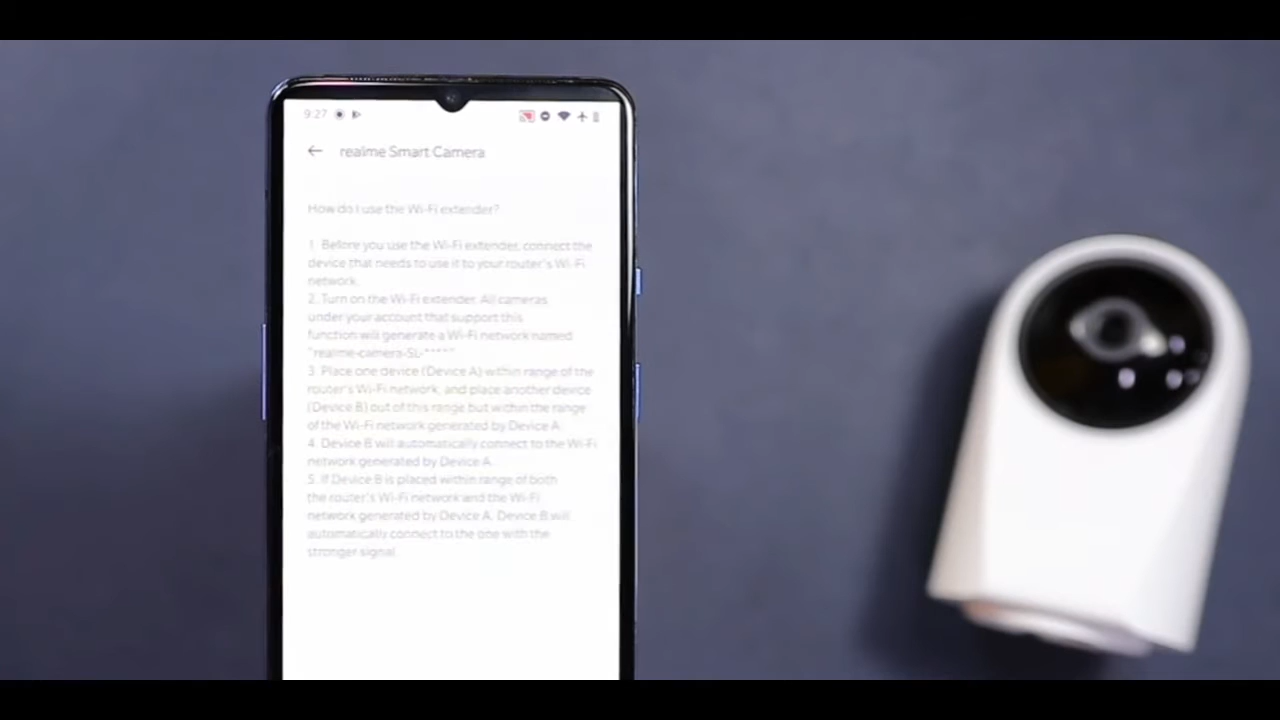 9:27
realme Smart Camera
How do I use the Wi-Fi extender?
1. Before you use the Wi-Fi extender, connect the
device that needs to use it to your router's Wi-Fi
network.
2. Turn on the Wi-Fi extender. All cameras
under your account that support this
function will generate a Wi-Fi network named
"realme-camera-SL-****"
3. Place one device (Device A) within range of the
router's Wi-Fi network, and place another device
(Device B) out of this range but within the range
of the Wi-Fi network generated by Device A.
4. Device B will automatically connect to the Wi-Fi
network generated by Device A.
5. If Device B is placed within range of both
the router's Wi-Fi network and the Wi-Fi
network generated by Device A, Device B will
automatically connect to the one with the
stronger signal.